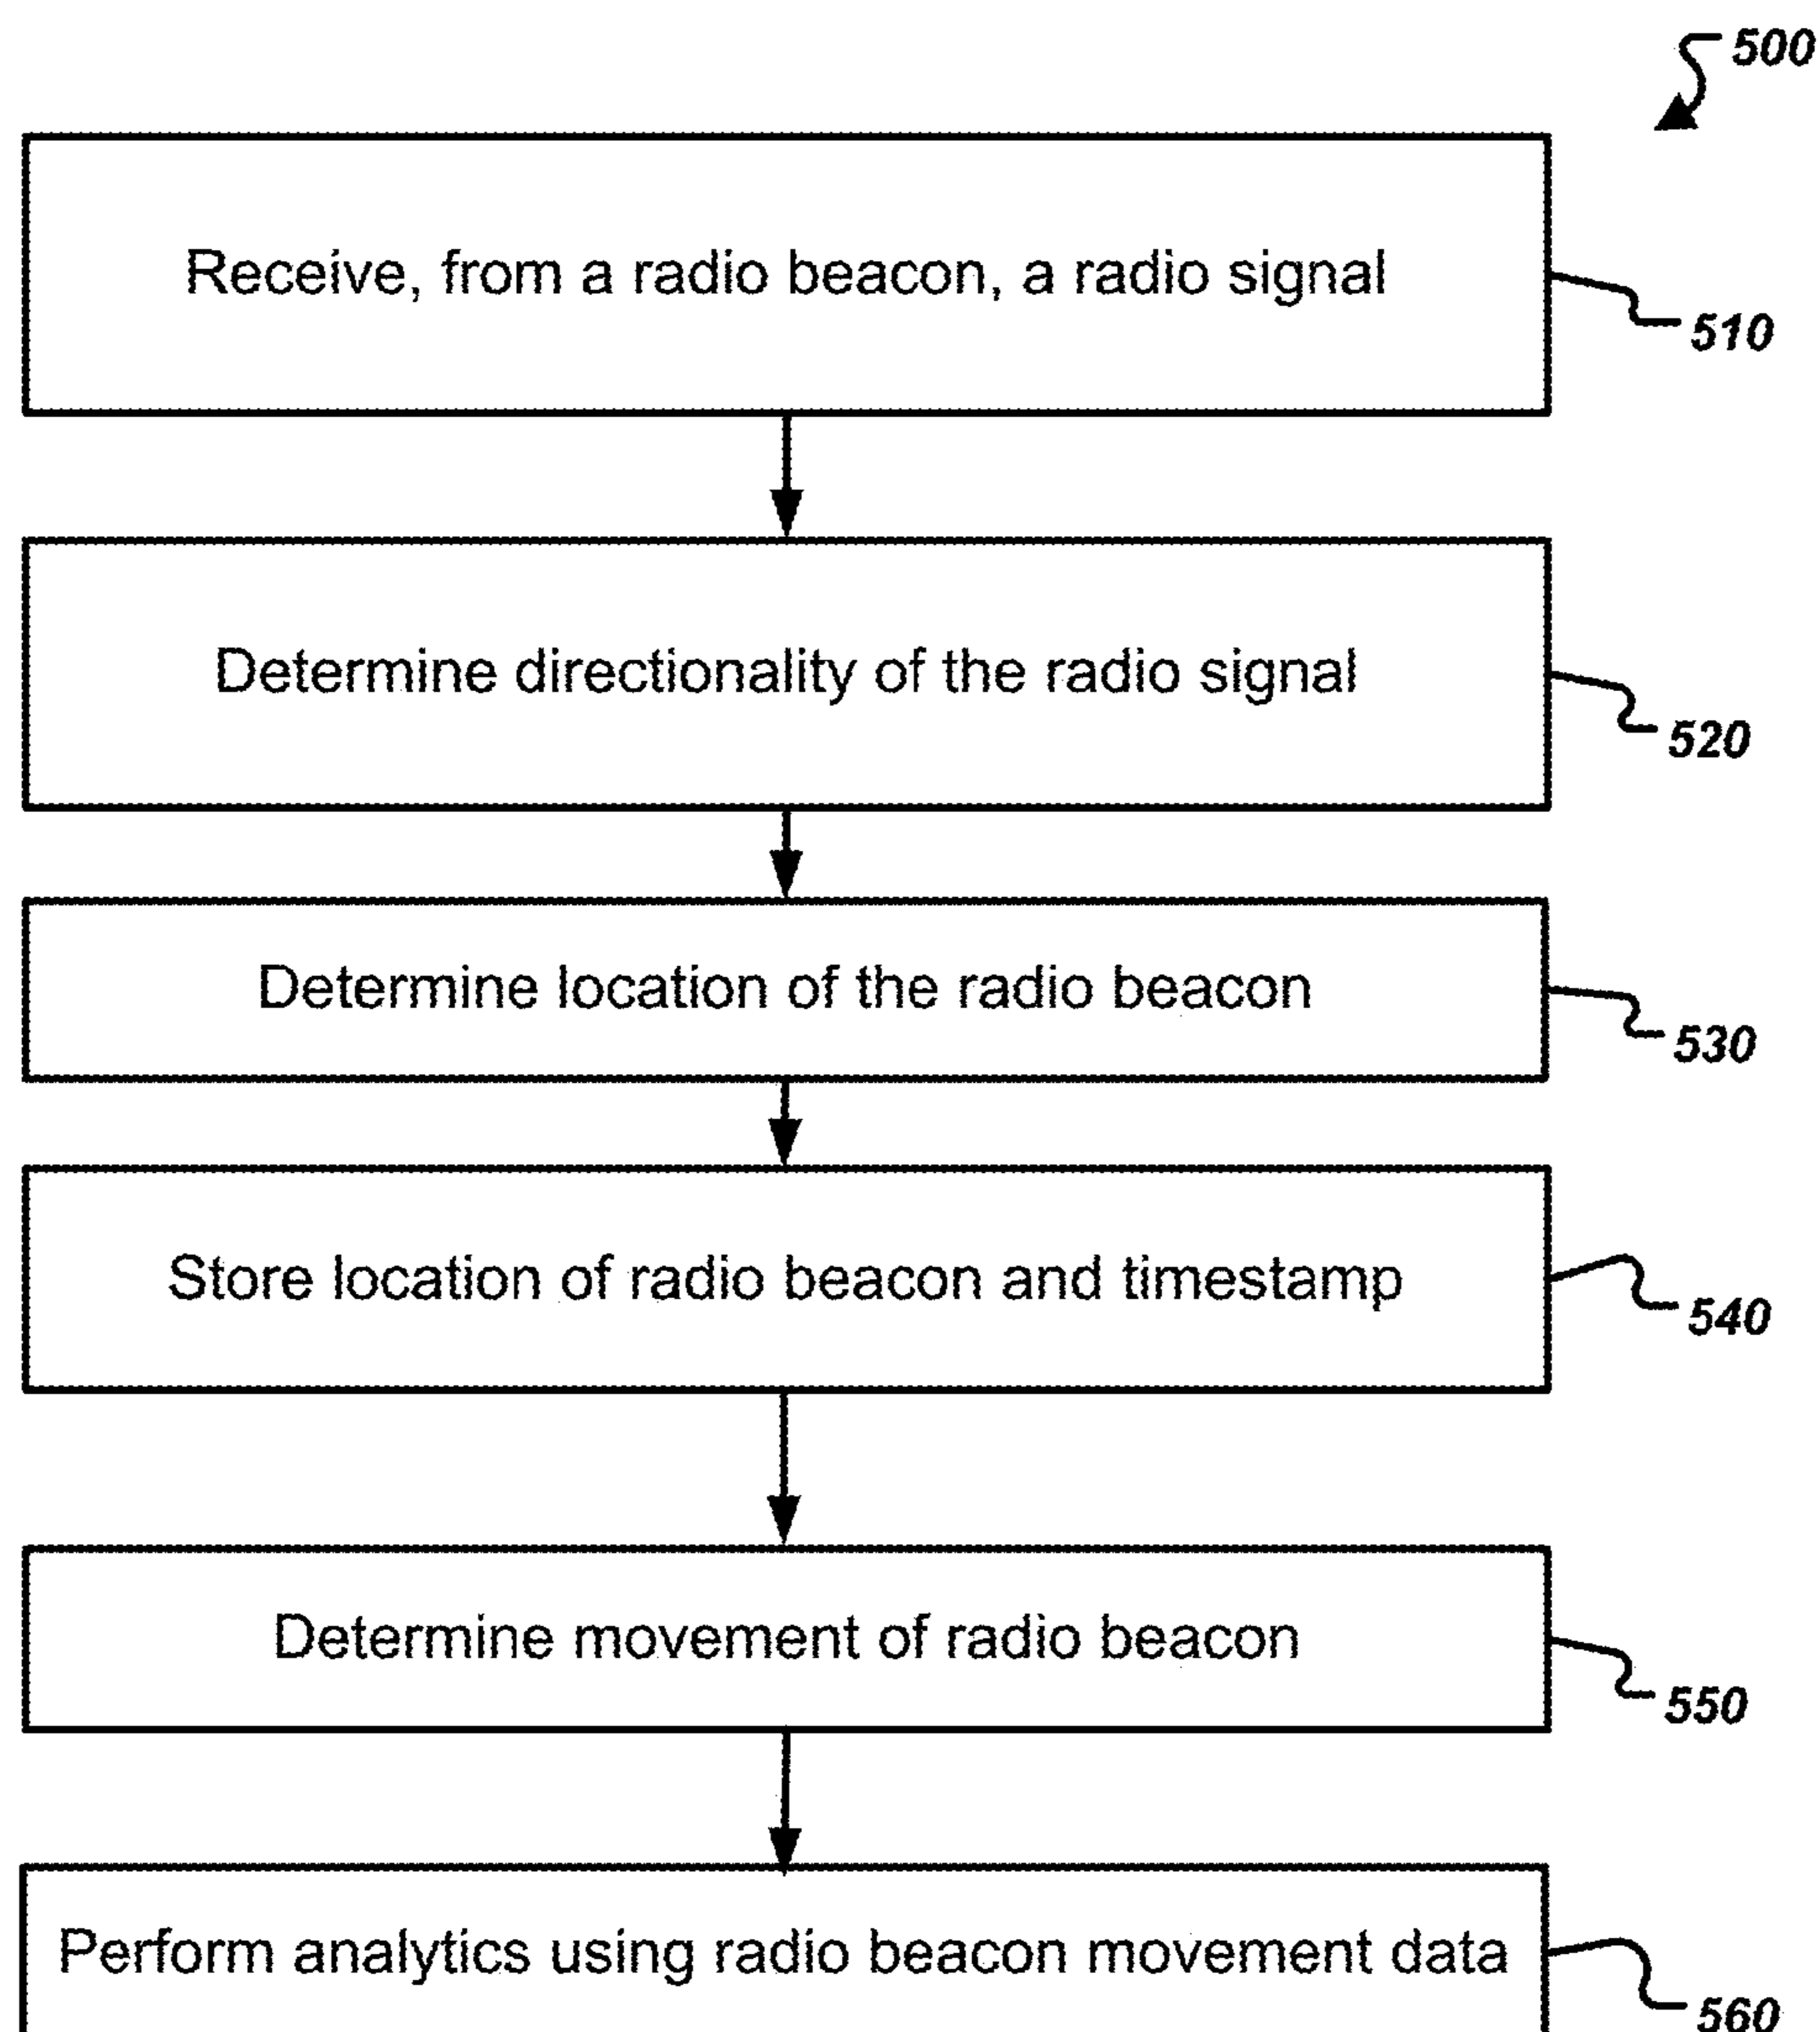 500
Receive, from a radio beacon, a radio signal
510
Determine directionality of the radio signal
520
Determine location of the radio beacon
530
Store location of radio beacon and timestamp
540
Determine movement of radio beacon
550
Perform analytics using radio beacon movement data
560